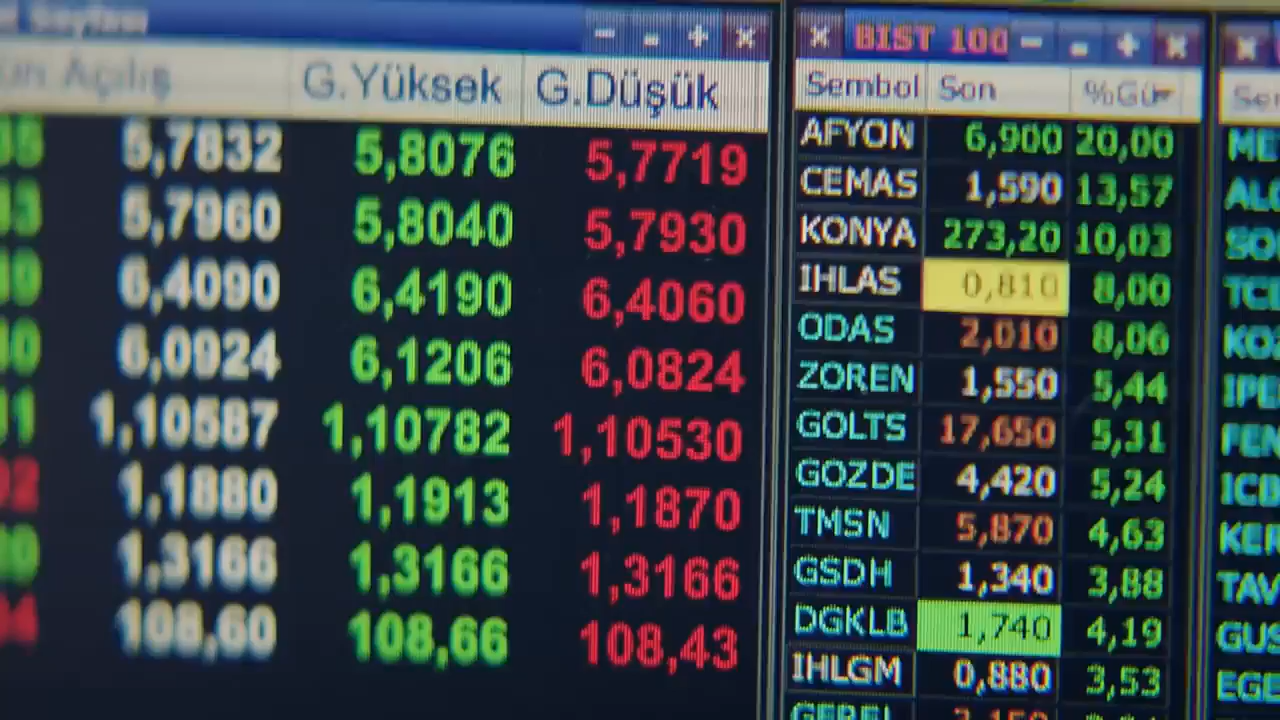 Açılış G.Yüksek G.Düşük
5,7832 5,8076 5,7719
5,7960 5,8040 5,7930
6,4090 6,4190 6,4060
6,0924 6,1206 6,0824
1,10587 1,10782 1,10530
1,1880 1,1913 1,1870
1,3166 1,3166 1,3166
108,60 108,66 108,43
BIST 100
Sembol Son
AFYON 6,900 20,00
CEMAS 1,590 13,57
KONYA 273,20 10,03
IHLAS 0,810 8,00
ODAS 2,010 8,06
ZOREN 1,550 5,44
GOLTS 17,650 5,31
GOZDE 4,420 5,24
TMSN 5,870 4,63
GSDH 1,340 3,88
DGKLB 1,740 4,19
IHLGM 0,880 3,53